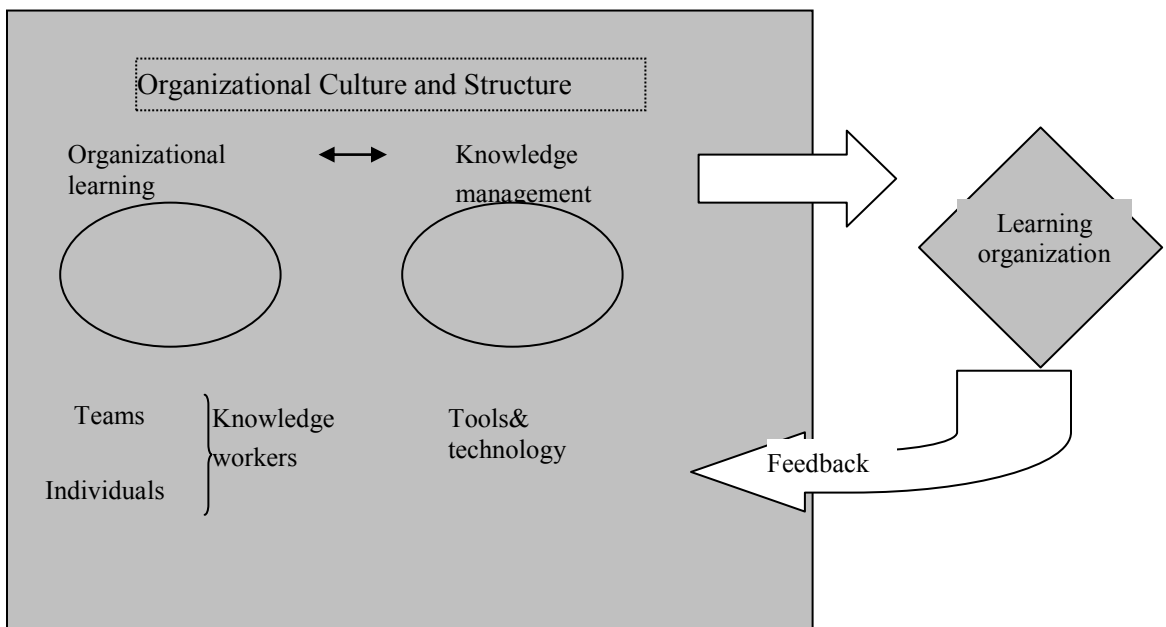 Organizational Culture and Structure
Organizational
learning
Knowledge
management
Learning
organization
Teams
Individuals
Knowledge
workers
Tools&
technology
Feedback